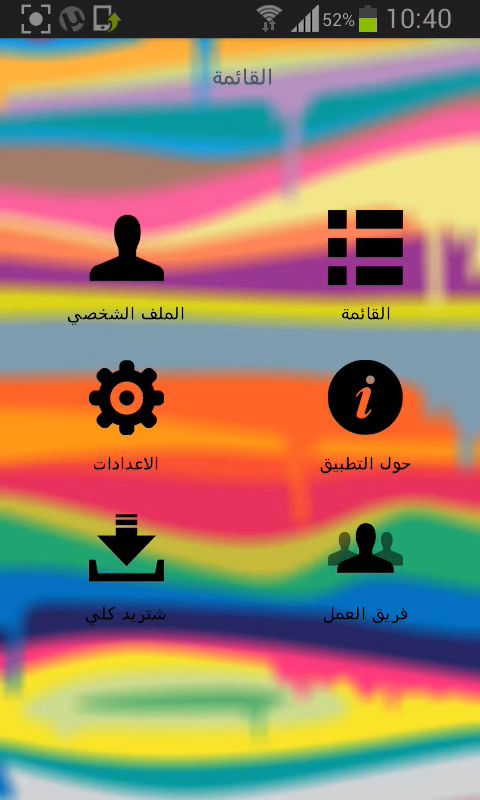 52% 10:40
القائمة
القائمة
الملف الشخصي
حول التطبيق
الاعدادات
فريق العمل
شتريد كلي